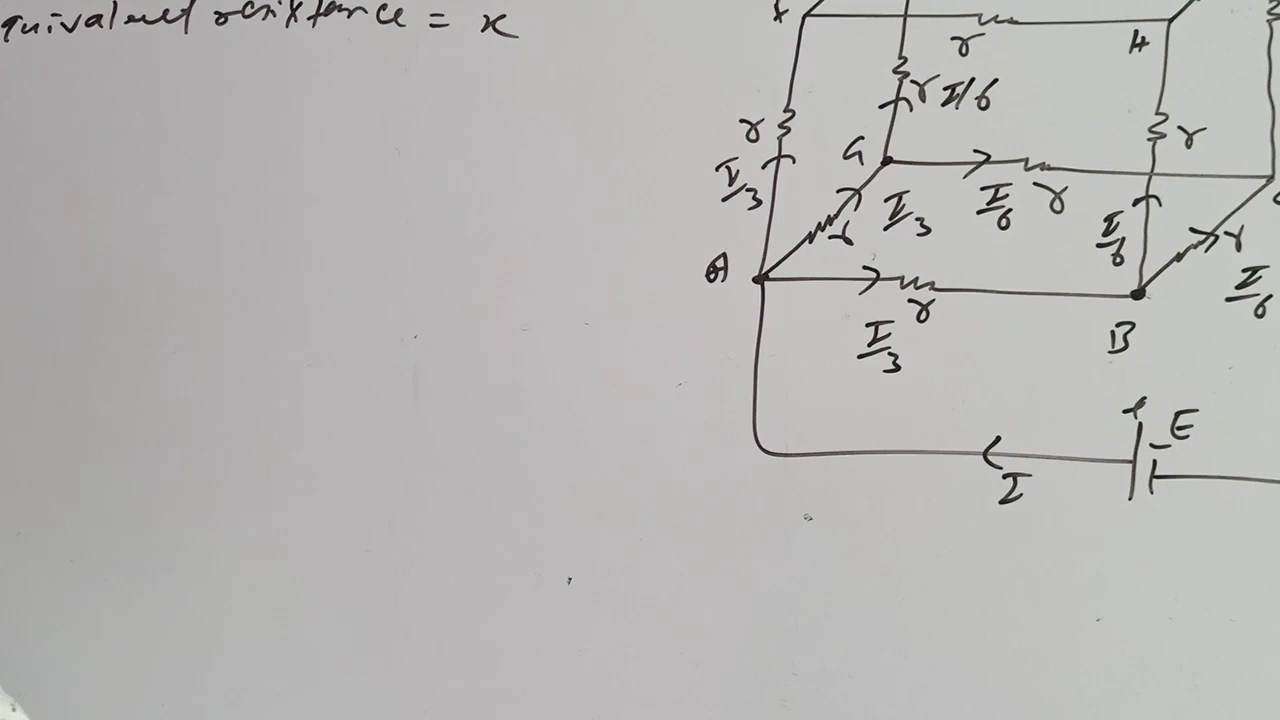 quivalent resistance = x
r
H
r I/6
r
r
G
I/3
r
I/3
I/6
r
I/6
r
I/6
A
r
I/3
B
+
- E
I